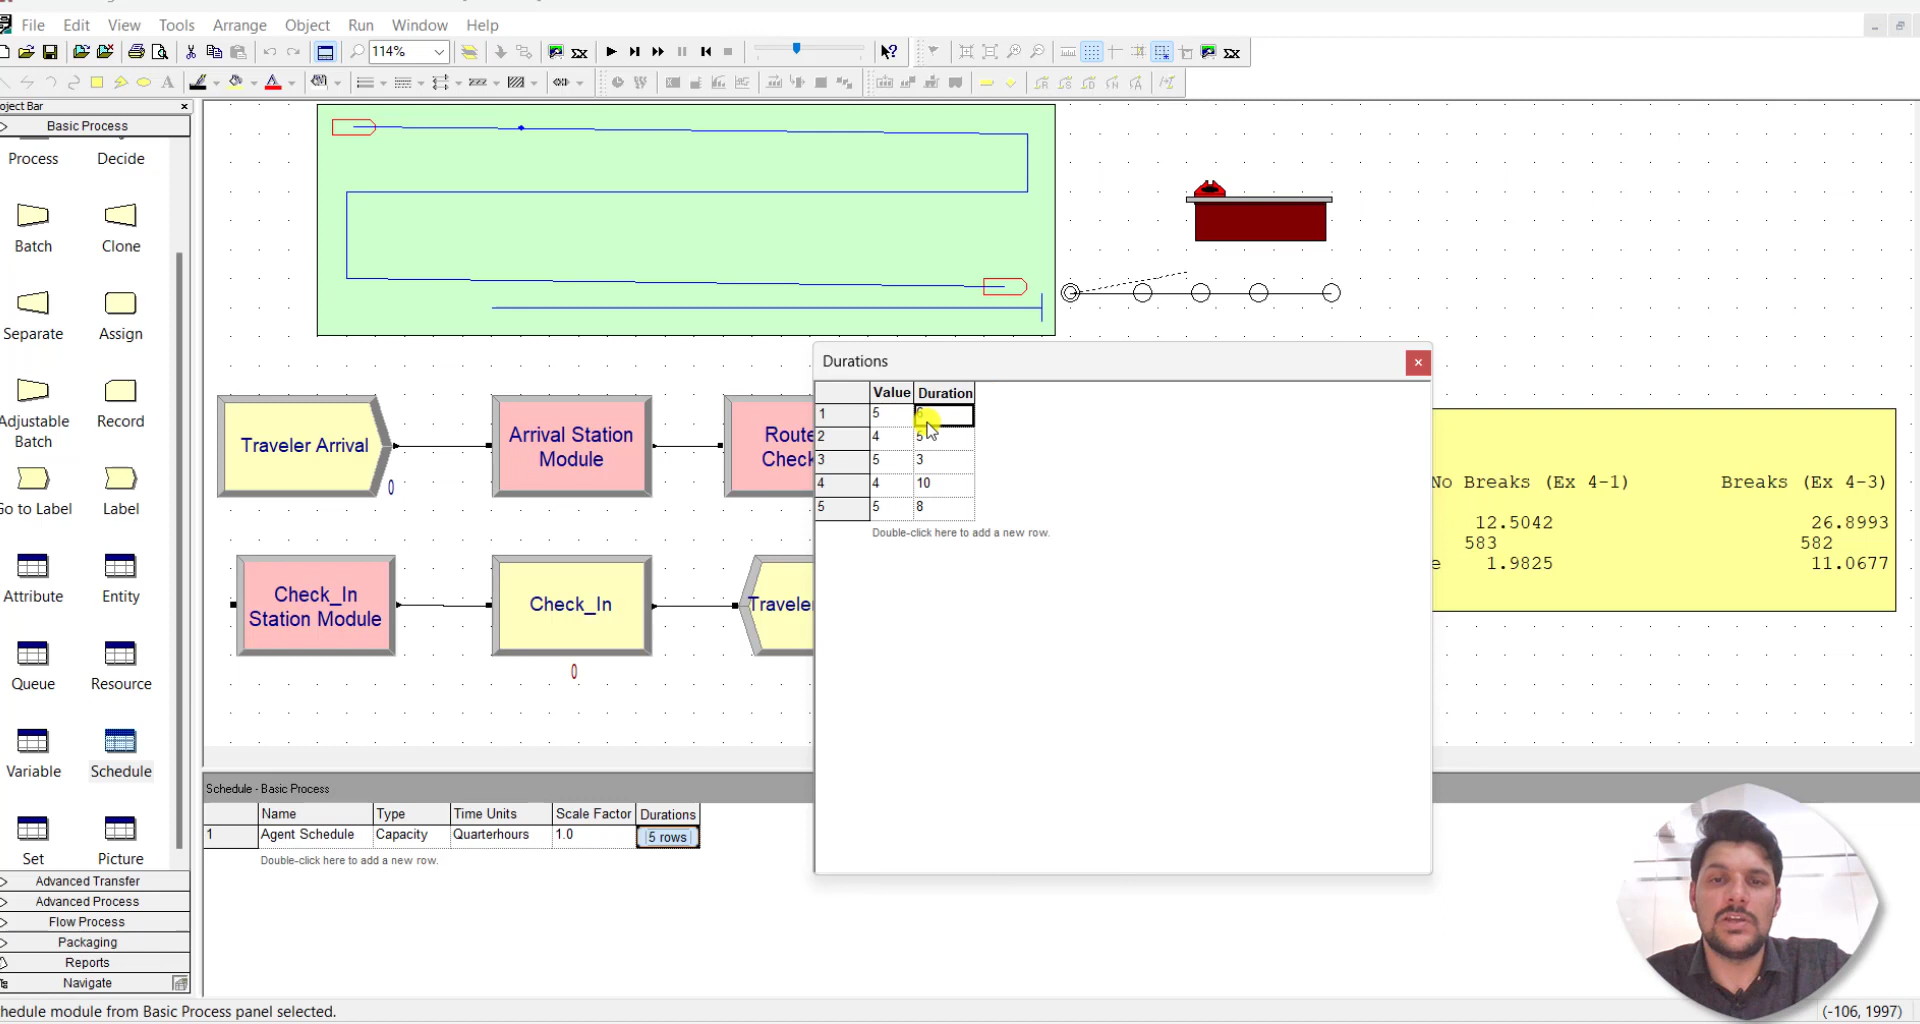 File Edit View Tools Arrange Object Run Window Help
114%
oject Bar
Basic Process
Process Decide
Batch Clone
Separate Assign
Adjustable Batch Record
Go to Label Label
Attribute Entity
Queue Resource
Variable Schedule
Set Picture
Advanced Transfer
Advanced Process
Flow Process
Packaging
Reports
Navigate
Traveler Arrival
0
Arrival Station
Module
Route
Check
Check_In
Station Module
Check_In
0
Traveler
Durations
Value Duration
1 5 6
2 4 5
3 5 3
4 4 10
5 5 8
Double-click here to add a new row.
No Breaks (Ex 4-1) Breaks (Ex 4-3)
12.5042 26.8993
583 582
e 1.9825 11.0677
Schedule - Basic Process
Name Type Time Units Scale Factor Durations
1 Agent Schedule Capacity Quarterhours 1.0 5 rows
Double-click here to add a new row.
hedule module from Basic Process panel selected.
(-106, 1997)